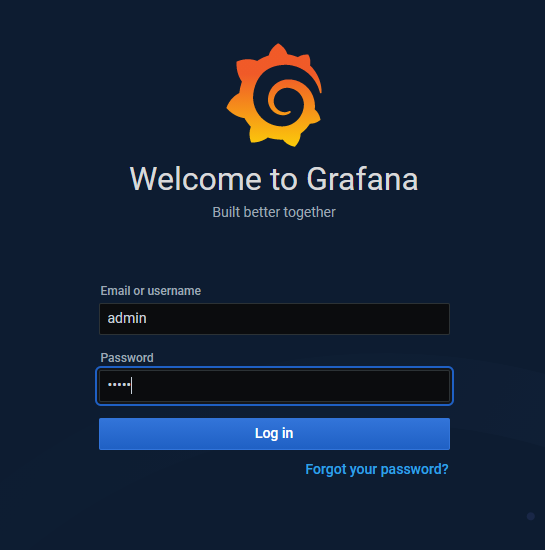 Welcome to Grafana
Built better together
Email or username
admin
Password
•••••
Log in
Forgot your password?